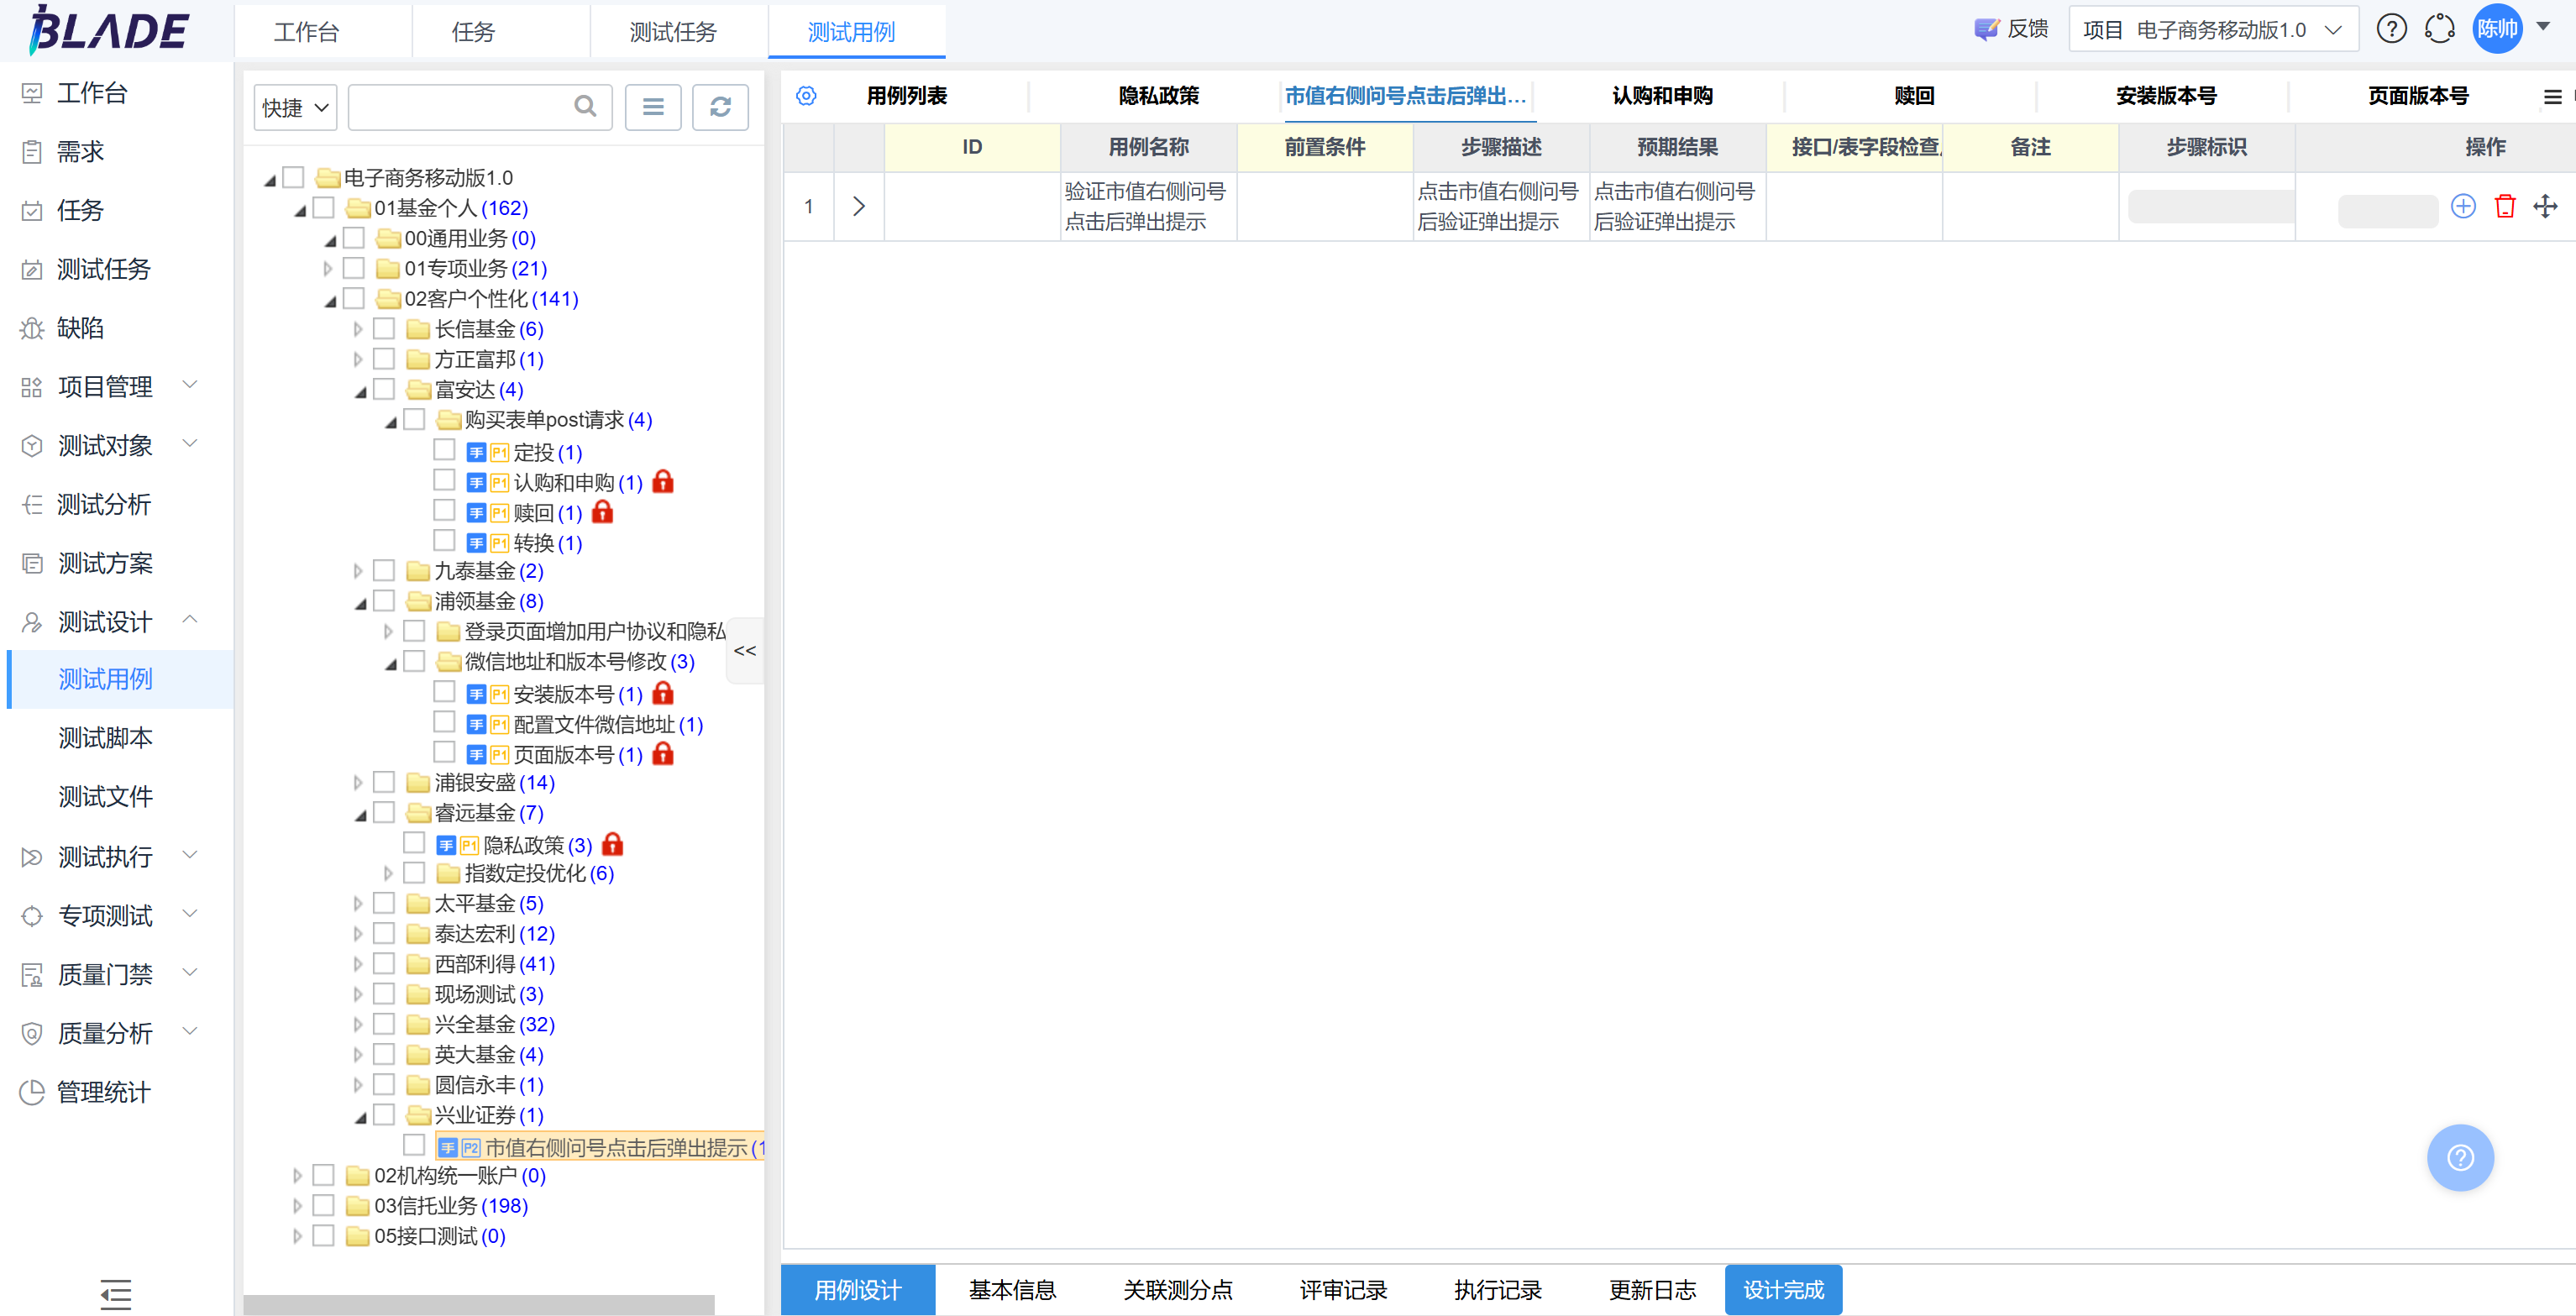 BLADE
工作台
任务
测试任务
测试用例
反馈
项目 电子商务移动版1.0
陈帅
工作台
需求
任务
测试任务
缺陷
项目管理
测试对象
测试分析
测试方案
测试设计
测试用例
测试脚本
测试文件
测试执行
专项测试
质量门禁
质量分析
管理统计
快捷
电子商务移动版1.0
01基金个人(162)
00通用业务(0)
01专项业务(21)
02客户个性化(141)
长信基金(6)
方正富邦(1)
富安达(4)
购买表单post请求(4)
手 P1 定投(1)
手 P1 认购和申购(1)
手 P1 赎回(1)
手 P1 转换(1)
九泰基金(2)
浦领基金(8)
登录页面增加用户协议和隐私
微信地址和版本号修改(3)
手 P1 安装版本号(1)
手 P1 配置文件微信地址(1)
手 P1 页面版本号(1)
浦银安盛(14)
睿远基金(7)
手 P1 隐私政策(3)
指数定投优化(6)
太平基金(5)
泰达宏利(12)
西部利得(41)
现场测试(3)
兴全基金(32)
英大基金(4)
圆信永丰(1)
兴业证券(1)
手 P2 市值右侧问号点击后弹出提示(1
02机构统一账户(0)
03信托业务(198)
05接口测试(0)
<<
用例列表
隐私政策
市值右侧问号点击后弹出...
认购和申购
赎回
安装版本号
页面版本号
ID
用例名称
前置条件
步骤描述
预期结果
接口/表字段检查
备注
步骤标识
操作
1
验证市值右侧问号
点击后弹出提示
点击市值右侧问号
后验证弹出提示
点击市值右侧问号
后验证弹出提示
用例设计
基本信息
关联测分点
评审记录
执行记录
更新日志
设计完成